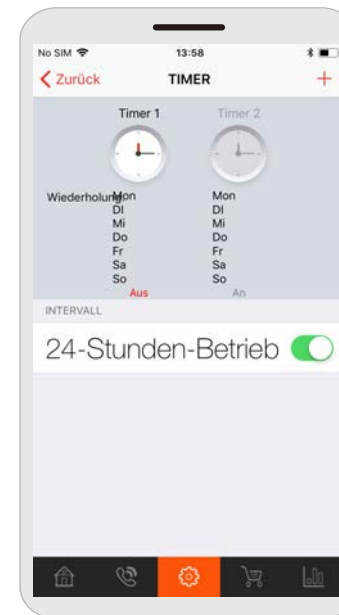 No SIM 13:58
Zurück TIMER +
Timer 1 Timer 2
Wiederholung: Mon Mon
DI DI
Mi Mi
Do Do
Fr Fr
Sa Sa
So So
Aus An
INTERVALL
24-Stunden-Betrieb